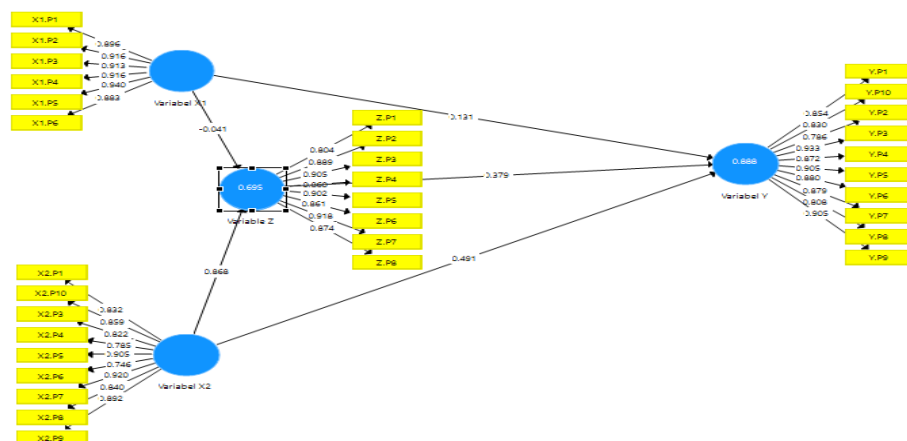 X1.P1
X1.P2
X1.P3
X1.P4
X1.P5
X1.P6
0.896
0.916
0.913
0.916
0.940
0.883
Variabel X1
-0.041
0.131
Z.P1
Z.P2
Z.P3
Z.P4
Z.P5
Z.P6
Z.P7
Z.P8
0.804
0.889
0.905
0.860
0.902
0.861
0.918
0.874
0.695
Variable Z
0.379
0.868
0.491
X2.P1
X2.P10
X2.P3
X2.P4
X2.P5
X2.P6
X2.P7
X2.P8
X2.P9
0.832
0.859
0.822
0.785
0.905
0.746
0.920
0.840
0.892
Variabel X2
Y.P1
Y.P10
Y.P2
Y.P3
Y.P4
Y.P5
Y.P6
Y.P7
Y.P8
Y.P9
0.854
0.830
0.786
0.933
0.872
0.905
0.880
0.879
0.808
0.905
0.888
Variabel Y